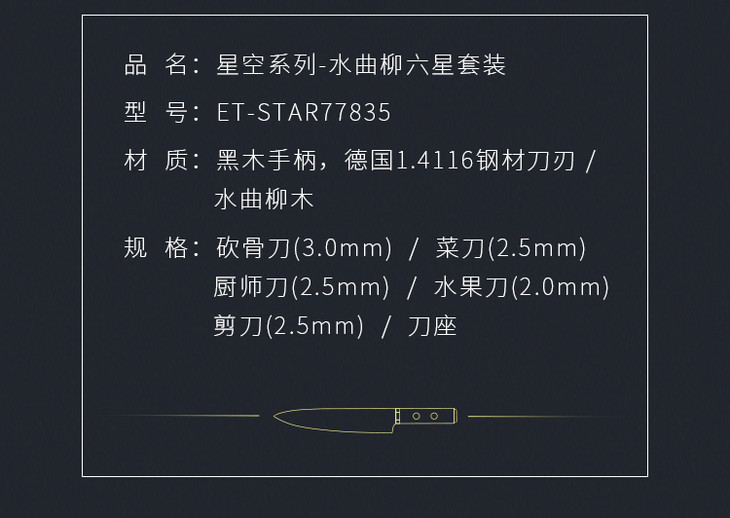 品 名：星空系列-水曲柳六星套装
型 号：ET-STAR77835
材 质：黑木手柄，德国1.4116钢材刀刃 /
水曲柳木
规 格：砍骨刀(3.0mm) / 菜刀(2.5mm)
厨师刀(2.5mm) / 水果刀(2.0mm)
剪刀(2.5mm) / 刀座